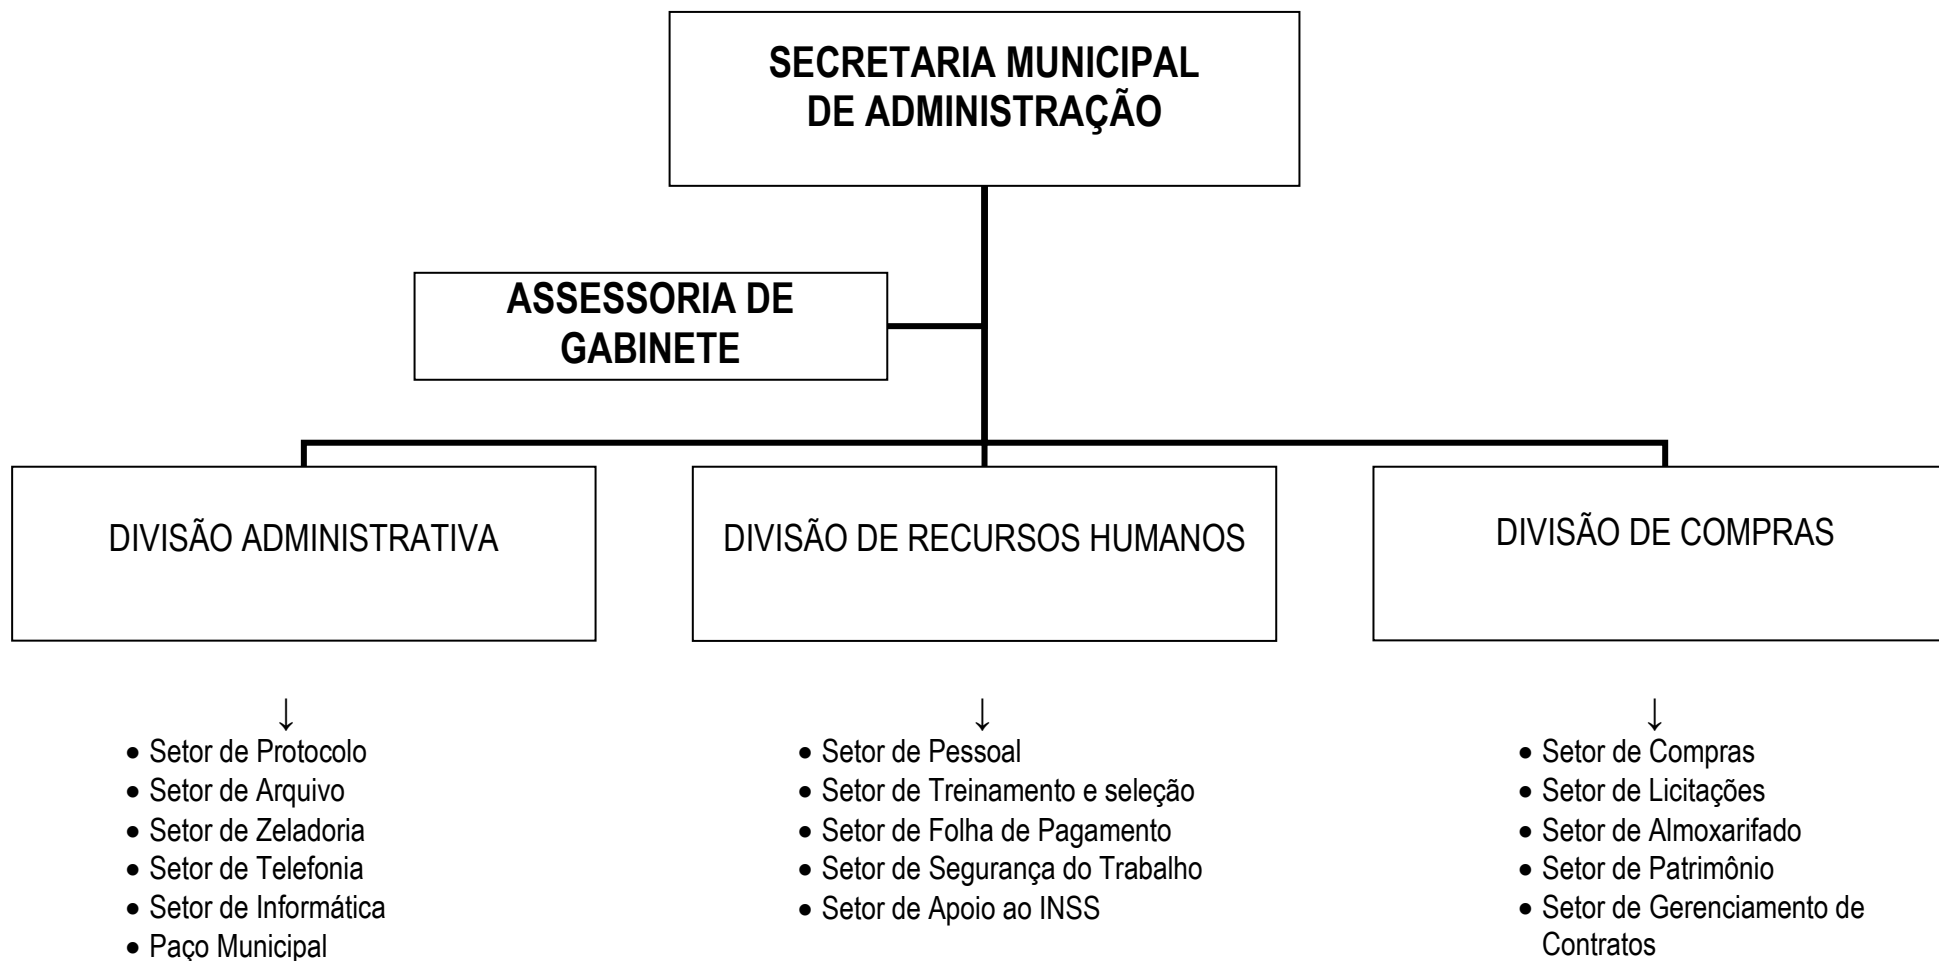 SECRETARIA MUNICIPAL
DE ADMINISTRAÇÃO
ASSESSORIA DE
GABINETE
DIVISÃO ADMINISTRATIVA
DIVISÃO DE RECURSOS HUMANOS
DIVISÃO DE COMPRAS
↓
• Setor de Protocolo
• Setor de Arquivo
• Setor de Zeladoria
• Setor de Telefonia
• Setor de Informática
• Paço Municipal
↓
• Setor de Pessoal
• Setor de Treinamento e seleção
• Setor de Folha de Pagamento
• Setor de Segurança do Trabalho
• Setor de Apoio ao INSS
↓
• Setor de Compras
• Setor de Licitações
• Setor de Almoxarifado
• Setor de Patrimônio
• Setor de Gerenciamento de
Contratos